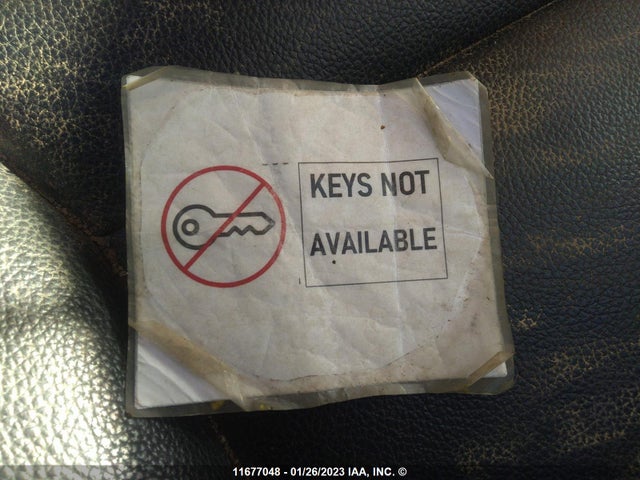 KEYS NOT
AVAILABLE
11677048 - 01/26/2023 IAA, INC. ©